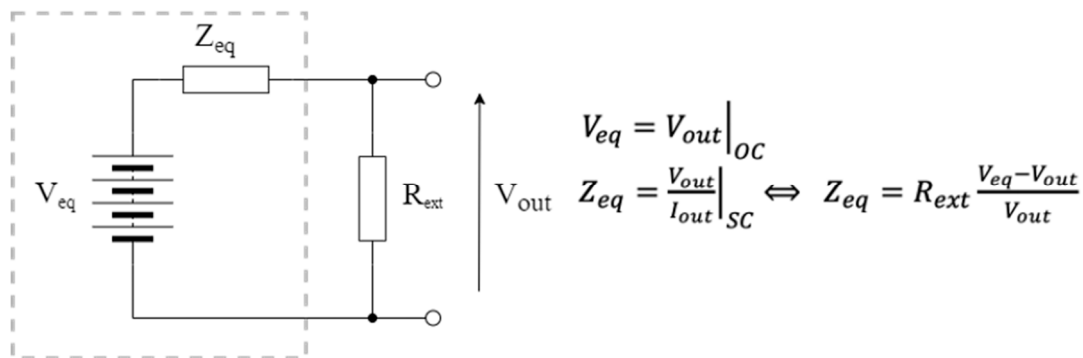 Z_eq
V_eq
R_ext
V_out
V_eq = V_out|_OC
Z_eq = V_out/I_out|_SC ⇔ Z_eq = R_ext (V_eq−V_out)/V_out